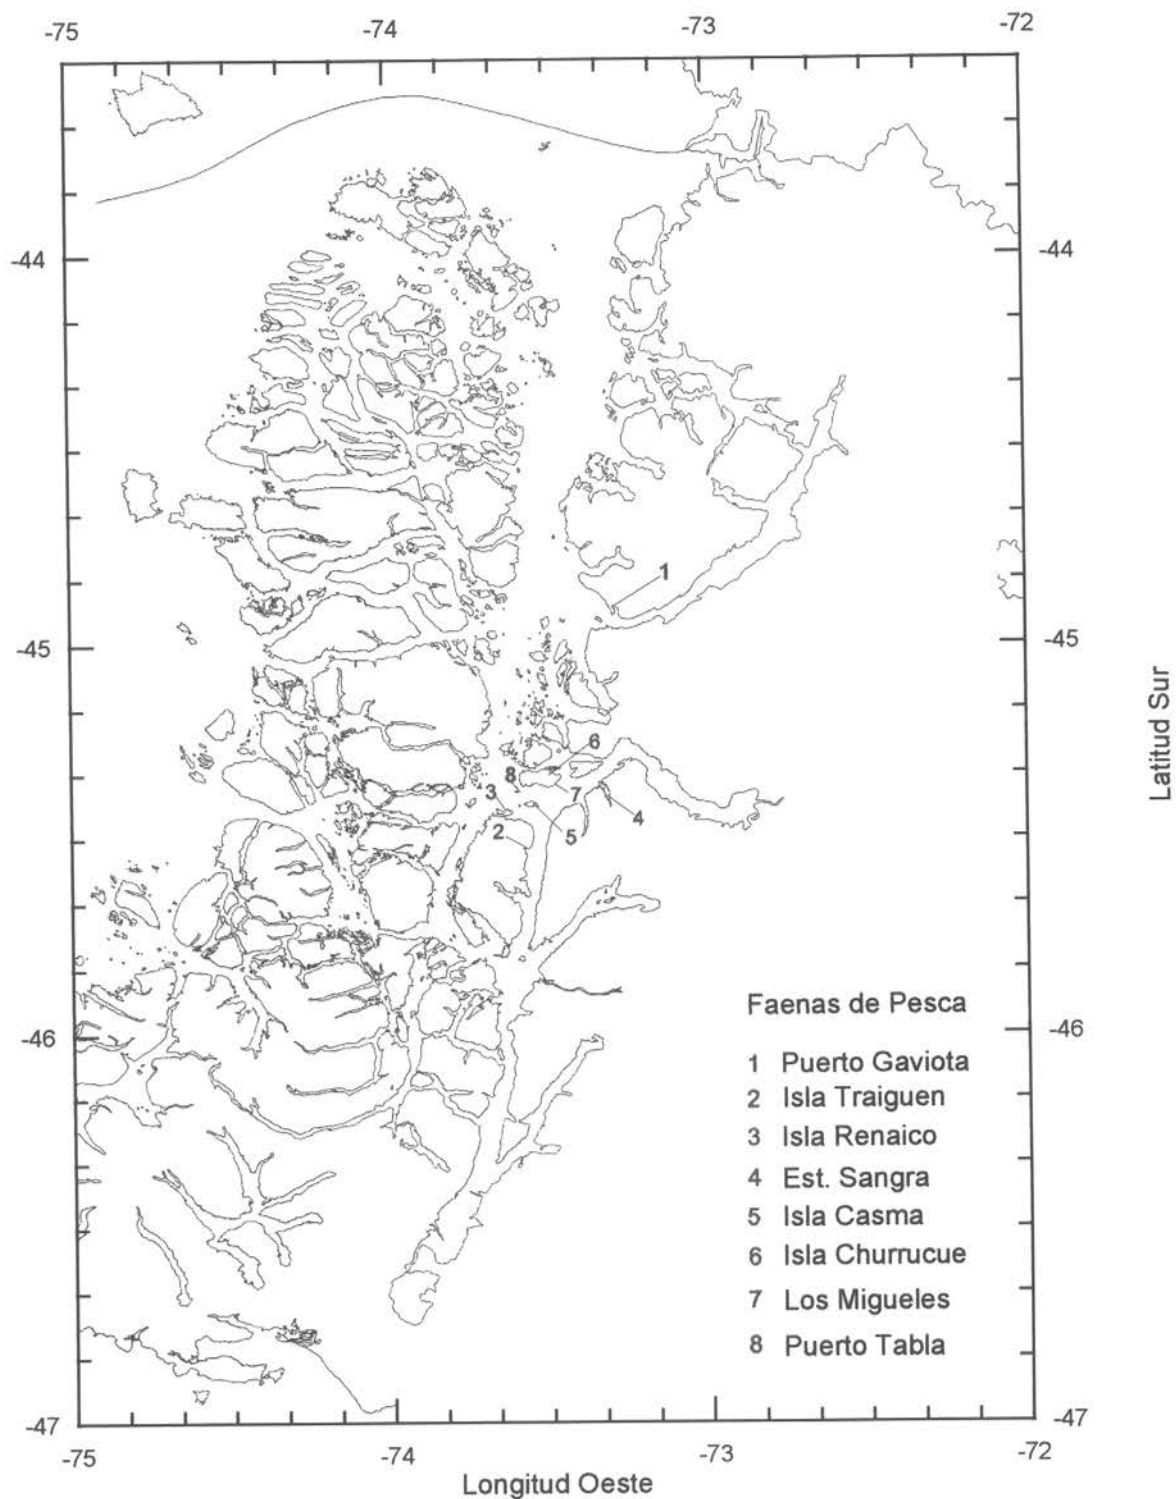 -75 -74 -73 -72
-44 -44
1
-45 -45
Latitud Sur
6
8
3 7
4
2 5
Faenas de Pesca
-46 -46
1 Puerto Gaviota
2 Isla Traiguen
3 Isla Renaico
4 Est. Sangra
5 Isla Casma
6 Isla Churrucue
7 Los Migueles
8 Puerto Tabla
-47 -47
-75 -74 -73 -72
Longitud Oeste